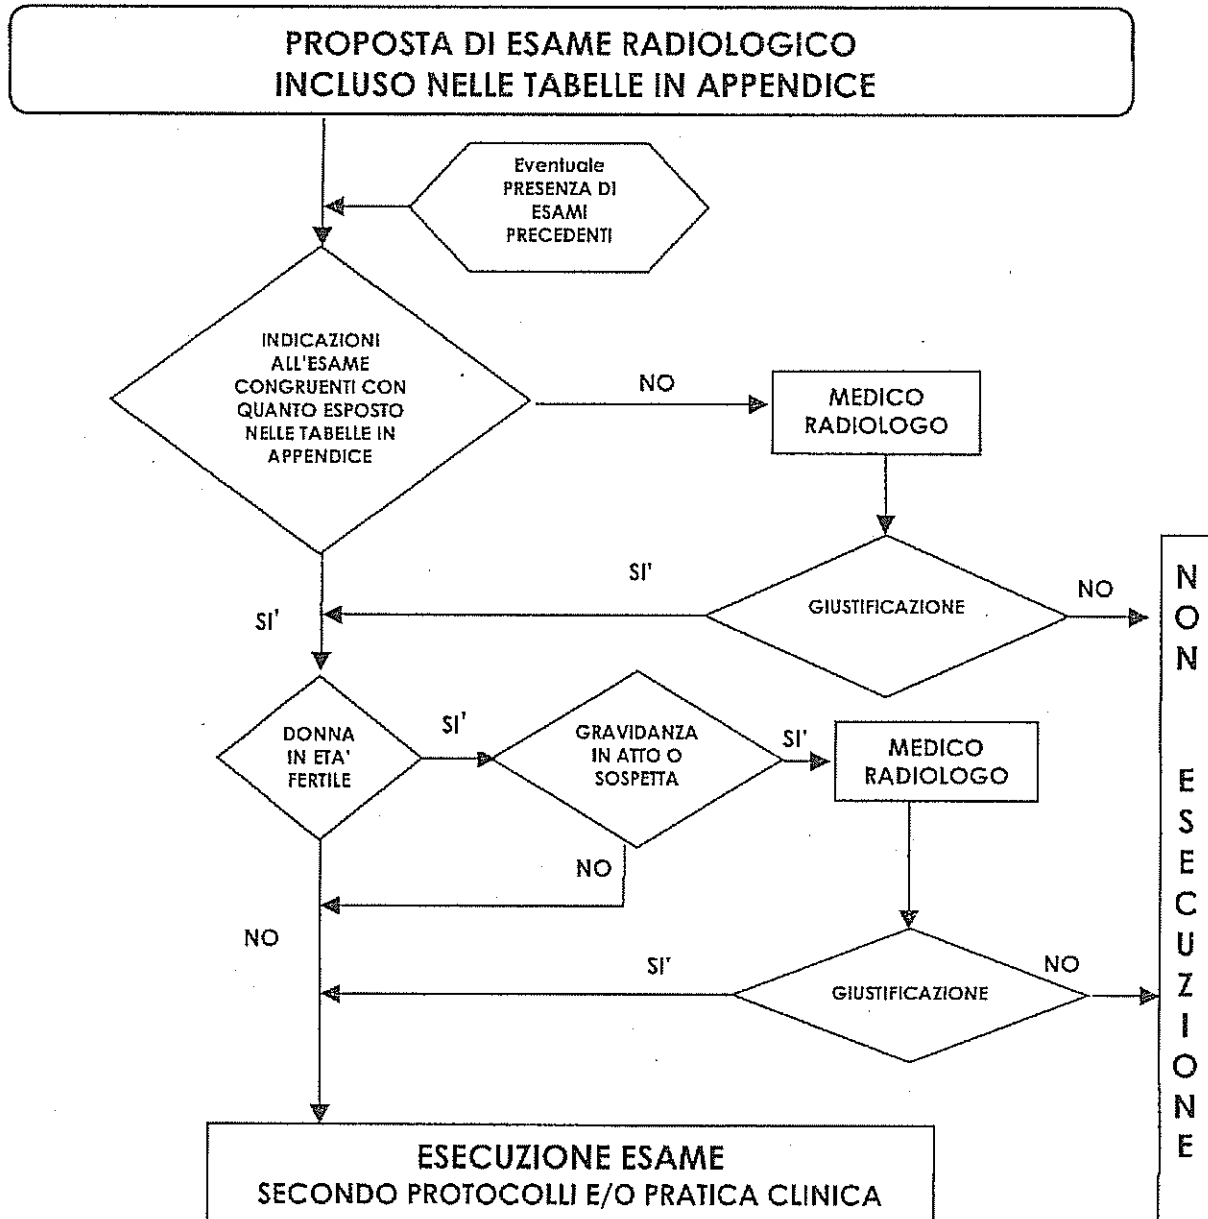 PROPOSTA DI ESAME RADIOLOGICO
INCLUSO NELLE TABELLE IN APPENDICE
Eventuale
PRESENZA DI
ESAMI
PRECEDENTI
INDICAZIONI
ALL'ESAME
CONGRUENTI CON
QUANTO ESPOSTO
NELLE TABELLE IN
APPENDICE
NO
MEDICO
RADIOLOGO
SI'
GIUSTIFICAZIONE
NO
SI'
DONNA
IN ETA'
FERTILE
SI'
GRAVIDANZA
IN ATTO O
SOSPETTA
SI'
MEDICO
RADIOLOGO
NO
NO
SI'
GIUSTIFICAZIONE
NO
NON ESECUZIONE
ESECUZIONE ESAME
SECONDO PROTOCOLLI E/O PRATICA CLINICA